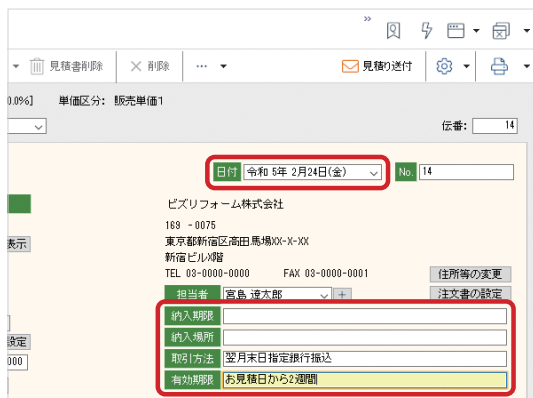 »
見積書削除 削除 … 見積り送付
0.0%] 単価区分: 販売単価1
伝番: 14
日付 令和 5年 2月24日(金) No. 14
ビズリフォーム株式会社
169 -0075
表示 東京都新宿区高田馬場XX-X-XX
新宿ビルX階
TEL 03-0000-0000 FAX 03-0000-0001 住所等の変更
担当者 宮島 遼太郎 + 注文書の設定
納入期限
設定 納入場所
000 取引方法 翌月末日指定銀行振込
有効期限 お見積日から2週間